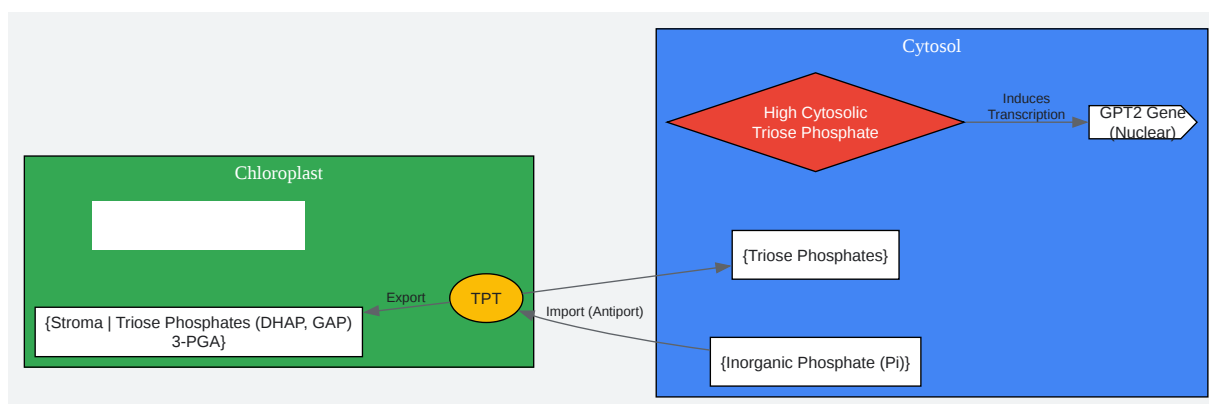 Cytosol
High Cytosolic
Triose Phosphate
Induces
Transcription
GPT2 Gene
(Nuclear)
Chloroplast
{Triose Phosphates}
TPT
Export
Import (Antiport)
{Stroma | Triose Phosphates (DHAP, GAP)
3-PGA}
{Inorganic Phosphate (Pi)}